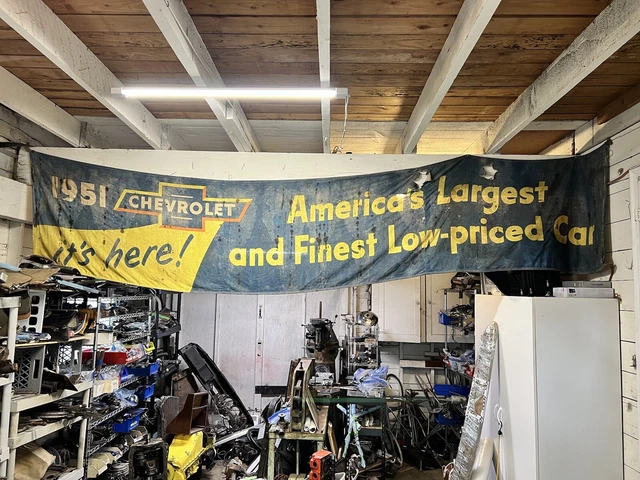 1951 CHEVROLET
it's here!
America's Largest
and Finest Low-priced Car